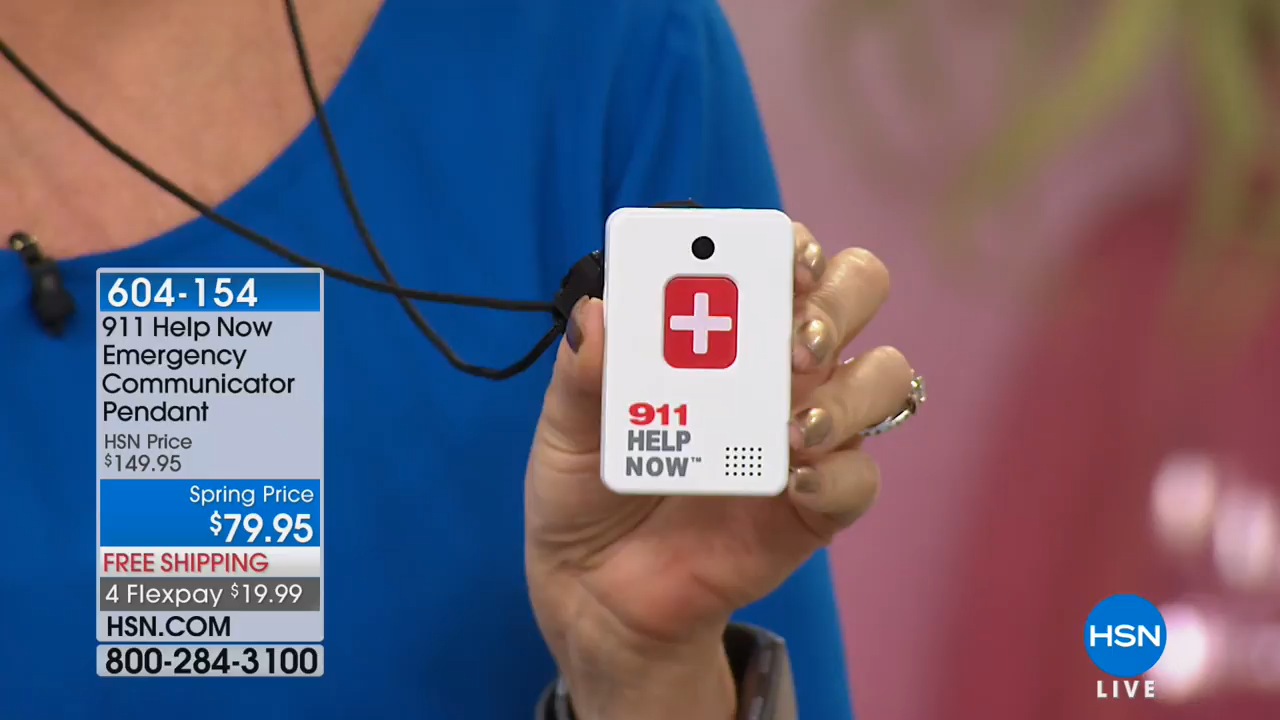 604-154
911 Help Now
Emergency
Communicator
Pendant
HSN Price
$149.95
Spring Price
$79.95
FREE SHIPPING
4 Flexpay $19.99
HSN.COM
800-284-3100
911
HELP
NOW™
HSN
LIVE